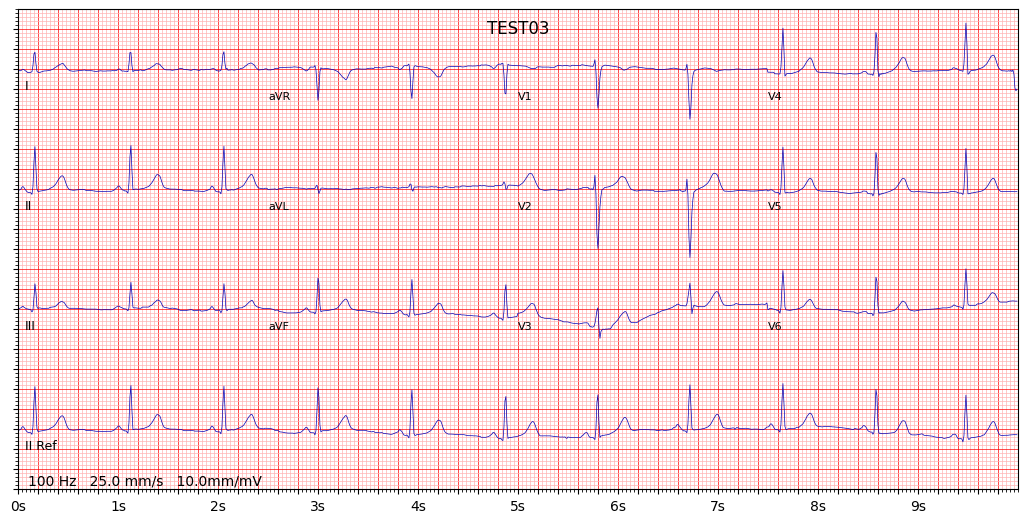 TEST03
I
aVR
V1
V4
II
aVL
V2
V5
III
aVF
V3
V6
II Ref
100 Hz 25.0 mm/s 10.0mm/mV
0s 1s 2s 3s 4s 5s 6s 7s 8s 9s